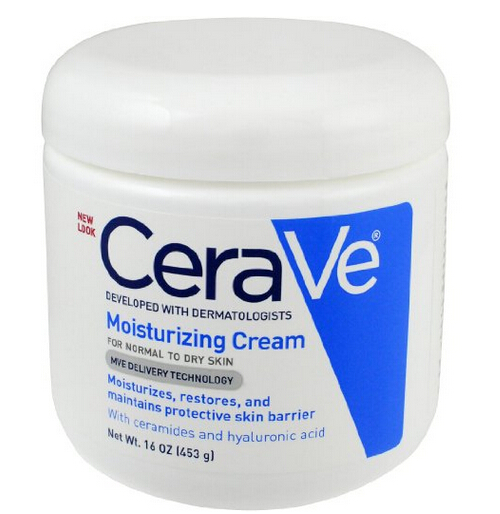 NEW
LOOK
CeraVe®
DEVELOPED WITH DERMATOLOGISTS
Moisturizing Cream
FOR NORMAL TO DRY SKIN
MVE DELIVERY TECHNOLOGY
Moisturizes, restores, and
maintains protective skin barrier
With ceramides and hyaluronic acid
Net Wt. 16 OZ (453 g)